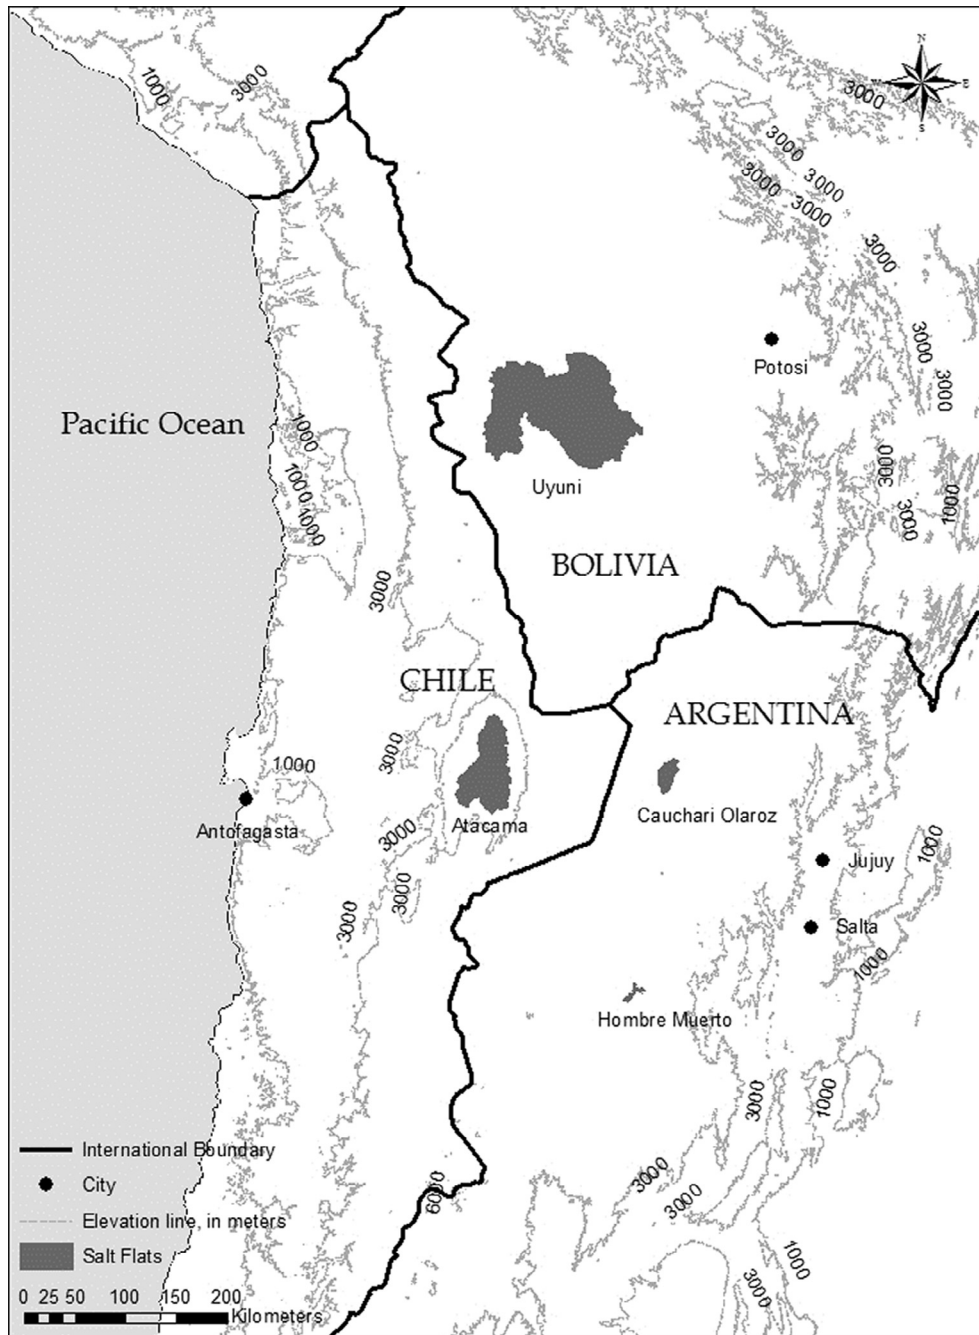 1000
3000
N
W E
S
3000
3000
3000
3000
3000
3000
3000
3000
Potosi
Pacific Ocean
1000
1000
1000
Uyuni
3000
3000
1000
BOLIVIA
3000
CHILE
ARGENTINA
3000
1000
Antofagasta
Atacama
Cauchari Olaroz
3000
3000
3000
Jujuy
1000
Salta
1000
Hombre Muerto
3000
1000
6000
3000
3000
1000
3000
International Boundary
City
Elevation line, in meters
Salt Flats
0 25 50 100 150 200
Kilometers